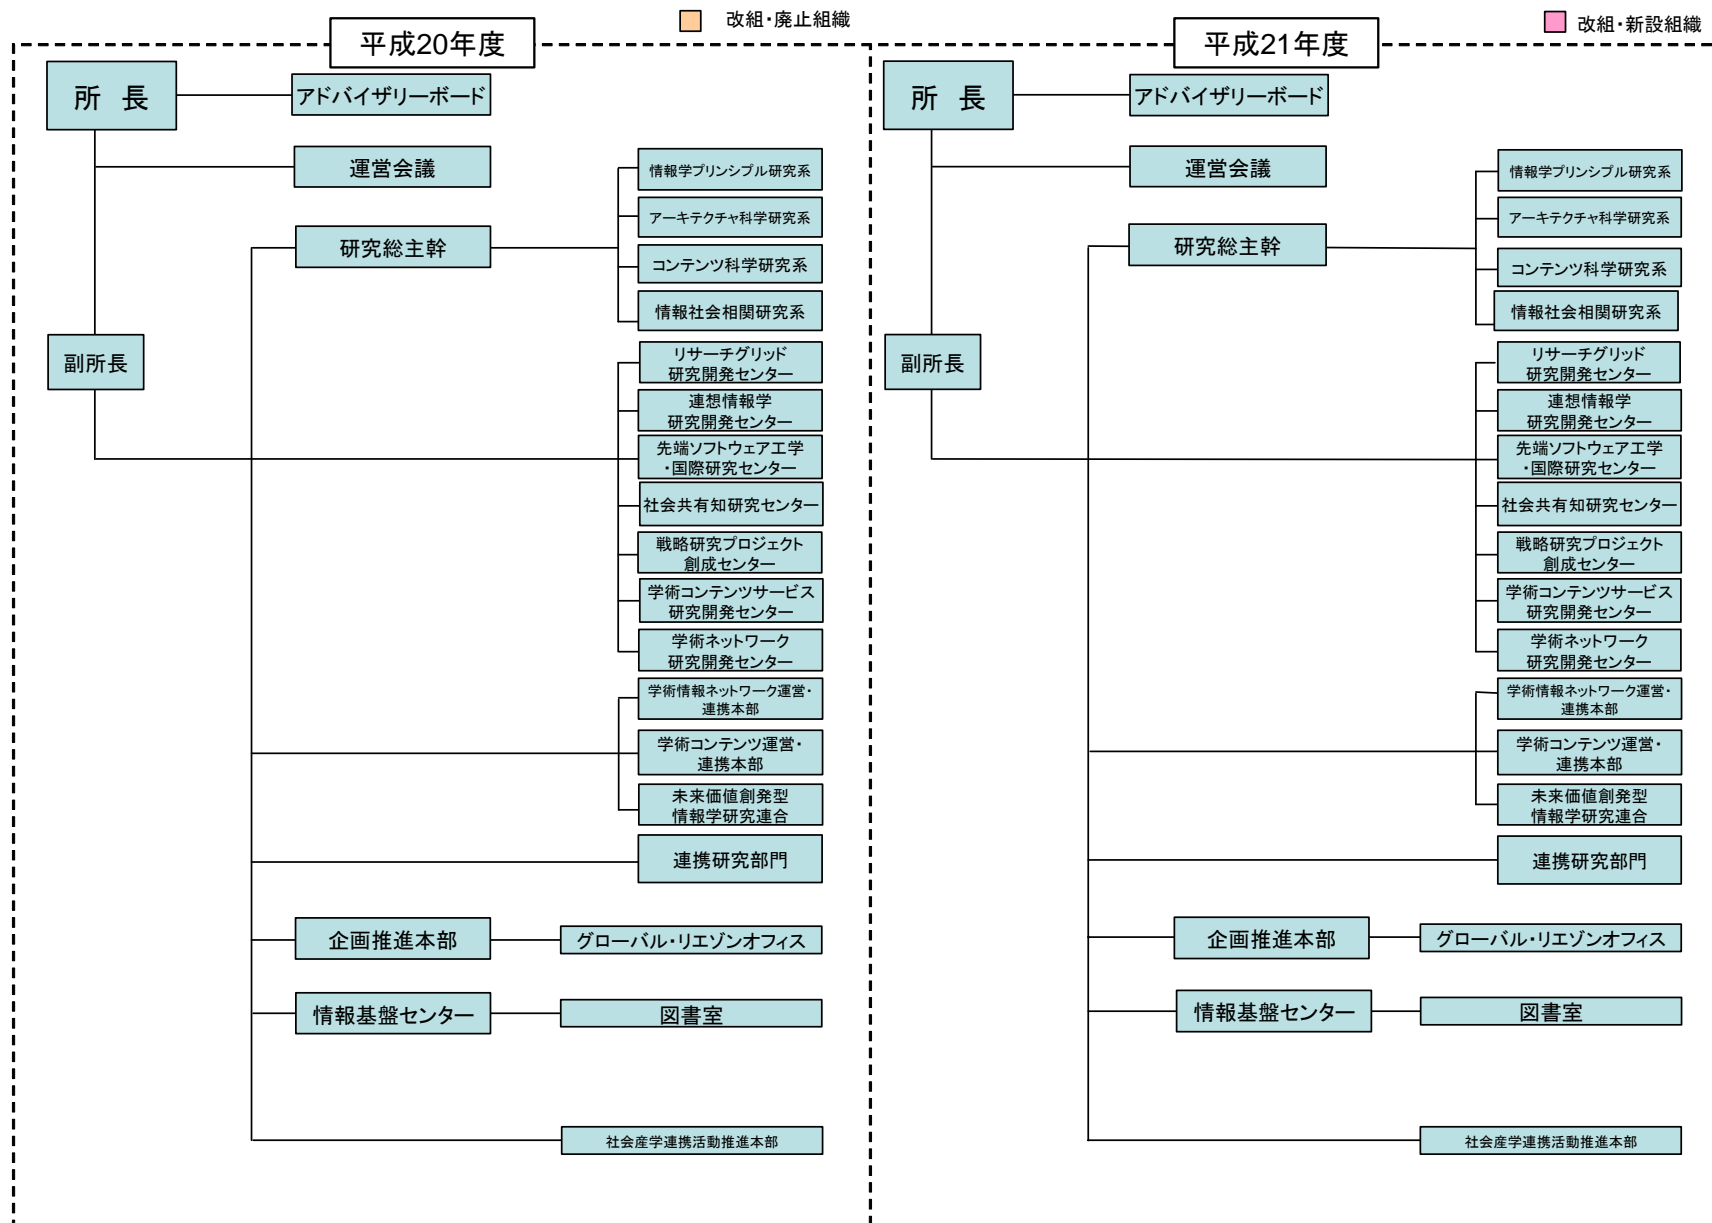 平成20年度
改組・廃止組織
所 長
アドバイザリーボード
運営会議
情報学プリンシプル研究系
アーキテクチャ科学研究系
研究総主幹
コンテンツ科学研究系
情報社会相関研究系
副所長
リサーチグリッド
研究開発センター
連想情報学
研究開発センター
先端ソフトウェア工学
・国際研究センター
社会共有知研究センター
戦略研究プロジェクト
創成センター
学術コンテンツサービス
研究開発センター
学術ネットワーク
研究開発センター
学術情報ネットワーク運営・
連携本部
学術コンテンツ運営・
連携本部
未来価値創発型
情報学研究連合
連携研究部門
企画推進本部
グローバル・リエゾンオフィス
情報基盤センター
図書室
社会産学連携活動推進本部
平成21年度
改組・新設組織
所 長
アドバイザリーボード
運営会議
情報学プリンシプル研究系
アーキテクチャ科学研究系
研究総主幹
コンテンツ科学研究系
情報社会相関研究系
副所長
リサーチグリッド
研究開発センター
連想情報学
研究開発センター
先端ソフトウェア工学
・国際研究センター
社会共有知研究センター
戦略研究プロジェクト
創成センター
学術コンテンツサービス
研究開発センター
学術ネットワーク
研究開発センター
学術情報ネットワーク運営・
連携本部
学術コンテンツ運営・
連携本部
未来価値創発型
情報学研究連合
連携研究部門
企画推進本部
グローバル・リエゾンオフィス
情報基盤センター
図書室
社会産学連携活動推進本部